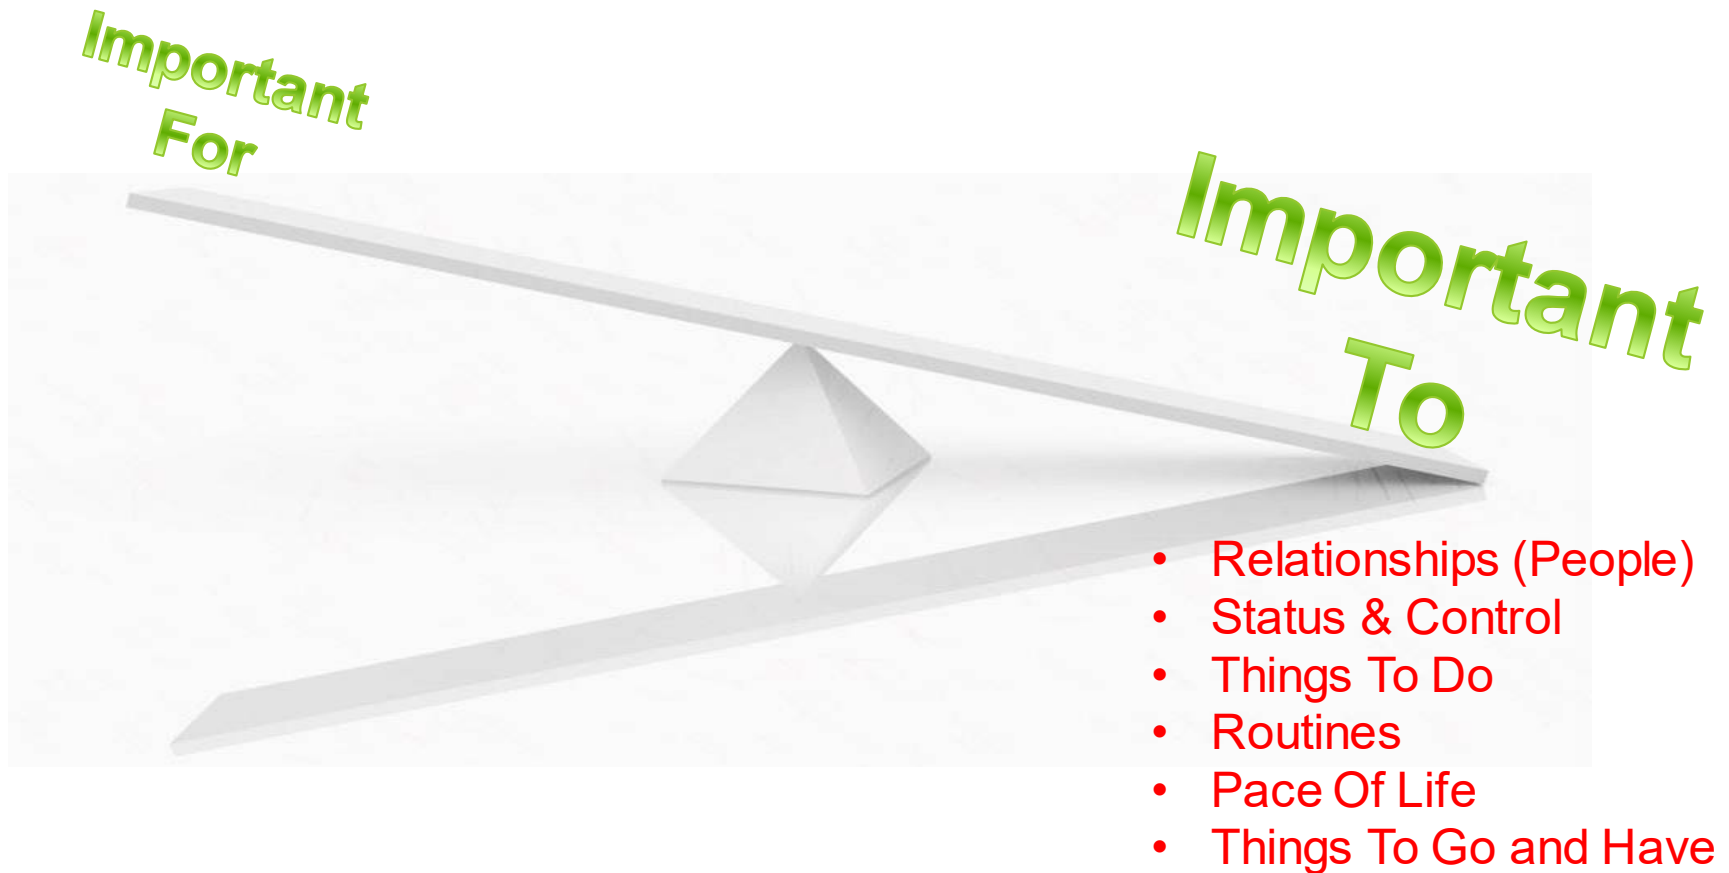 Important
For
Important
To
• Relationships (People)
• Status & Control
• Things To Do
• Routines
• Pace Of Life
• Things To Go and Have